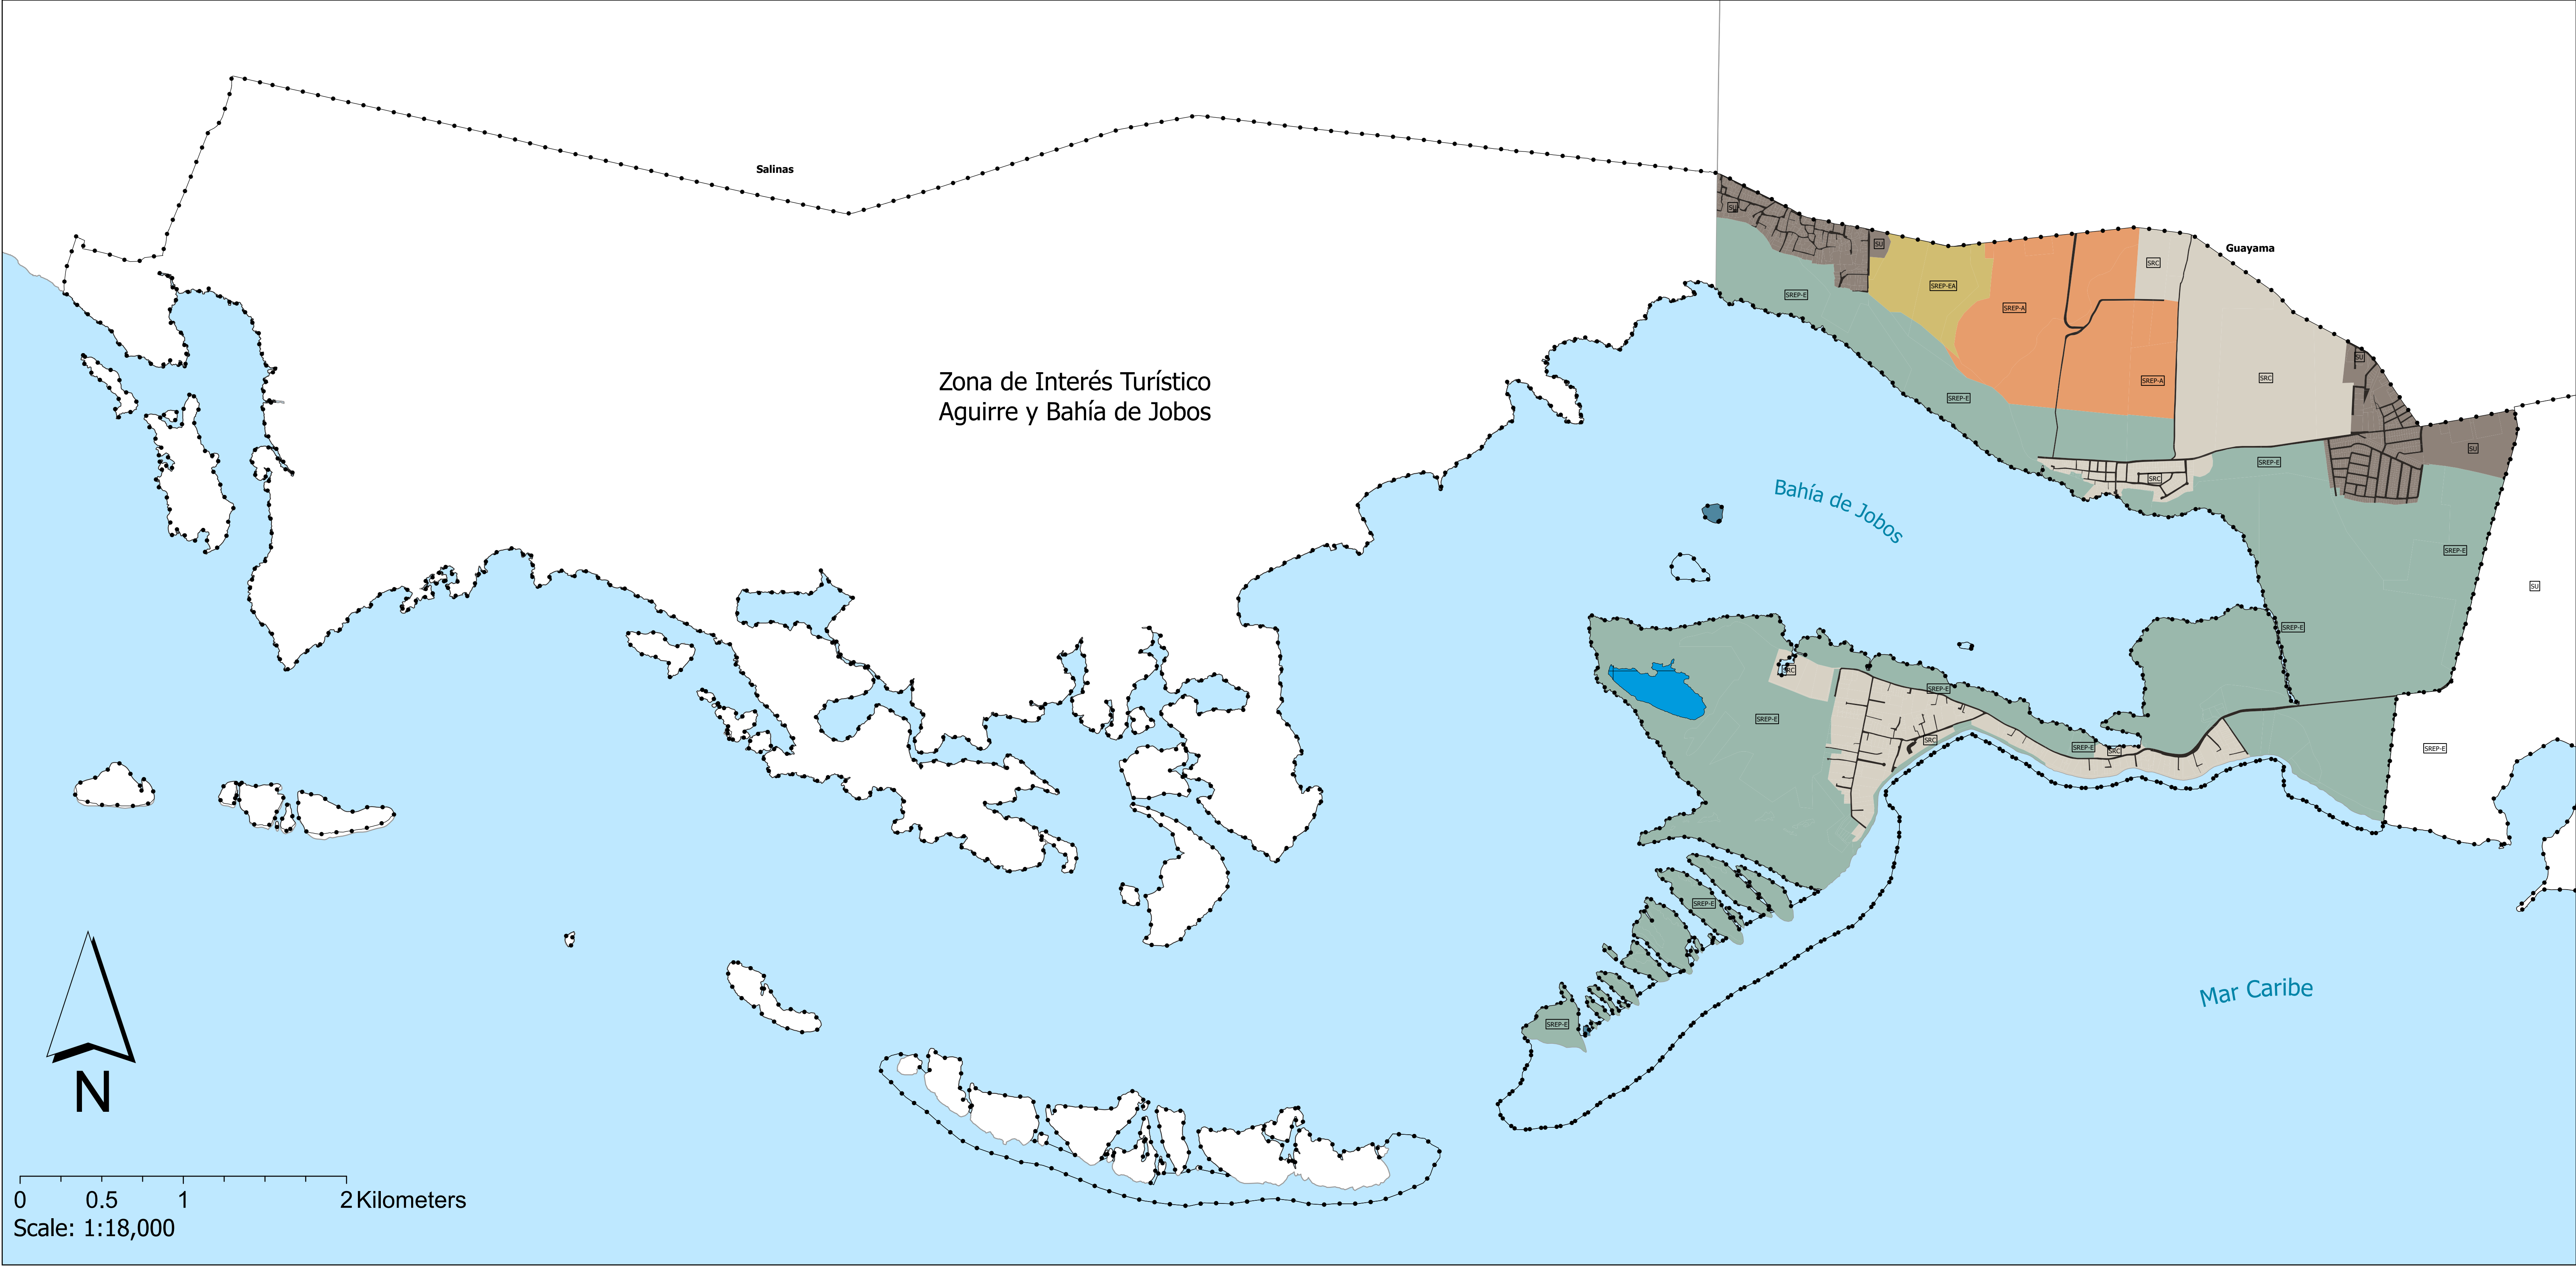 Salinas
SU
SU
Guayama
SRC
SREP-EA
SREP-E
SREP-A
SU
SRC
SREP-A
Zona de Interés Turístico
Aguirre y Bahía de Jobos
SREP-E
SU
SREP-E
SRC
Bahía de Jobos
SREP-E
SU
SREP-E
SRC
SREP-E
SREP-E
SRC
SREP-E
SRC
SREP-E
SREP-E
Mar Caribe
SREP-E
N
0 0.5 1 2 Kilometers
Scale: 1:18,000